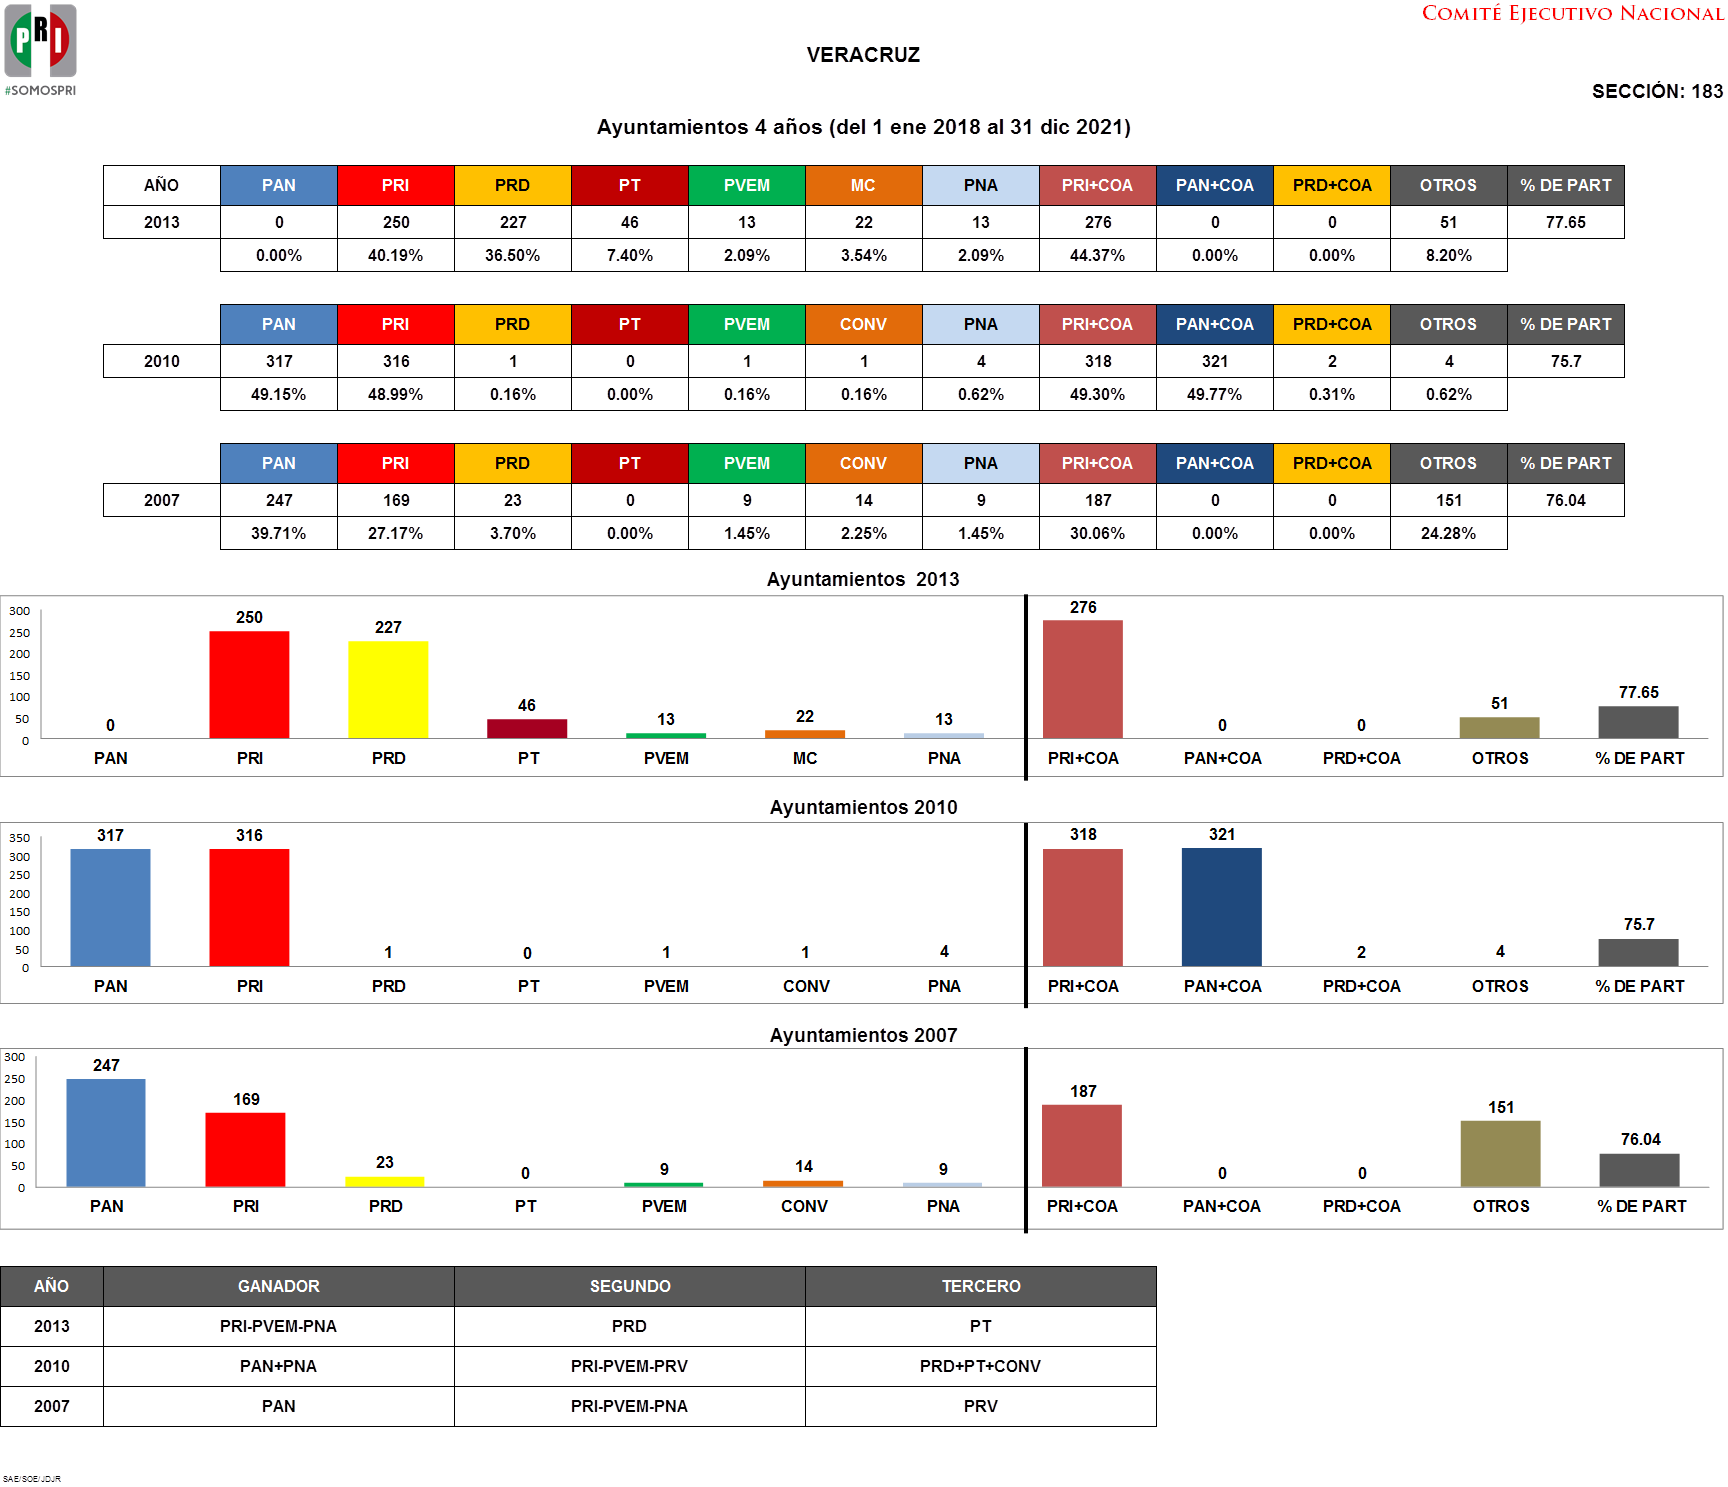 PRI
#SOMOSPRI
COMITÉ EJECUTIVO NACIONAL
VERACRUZ
SECCIÓN: 183
Ayuntamientos 4 años (del 1 ene 2018 al 31 dic 2021)
AÑO PAN PRI PRD PT PVEM MC PNA PRI+COA PAN+COA PRD+COA OTROS % DE PART
2013 0 250 227 46 13 22 13 276 0 0 51 77.65
0.00% 40.19% 36.50% 7.40% 2.09% 3.54% 2.09% 44.37% 0.00% 0.00% 8.20%
PAN PRI PRD PT PVEM CONV PNA PRI+COA PAN+COA PRD+COA OTROS % DE PART
2010 317 316 1 0 1 1 4 318 321 2 4 75.7
49.15% 48.99% 0.16% 0.00% 0.16% 0.16% 0.62% 49.30% 49.77% 0.31% 0.62%
PAN PRI PRD PT PVEM CONV PNA PRI+COA PAN+COA PRD+COA OTROS % DE PART
2007 247 169 23 0 9 14 9 187 0 0 151 76.04
39.71% 27.17% 3.70% 0.00% 1.45% 2.25% 1.45% 30.06% 0.00% 0.00% 24.28%
Ayuntamientos 2013
300
250
200
150
100
50
0
250 227 46 13 22 13 276 0 0 51 77.65
0
PAN PRI PRD PT PVEM MC PNA PRI+COA PAN+COA PRD+COA OTROS % DE PART
Ayuntamientos 2010
350
300
250
200
150
100
50
0
317 316 1 0 1 1 4 318 321 2 4 75.7
PAN PRI PRD PT PVEM CONV PNA PRI+COA PAN+COA PRD+COA OTROS % DE PART
Ayuntamientos 2007
300
250
200
150
100
50
0
247 169 23 0 9 14 9 187 0 0 151 76.04
PAN PRI PRD PT PVEM CONV PNA PRI+COA PAN+COA PRD+COA OTROS % DE PART
AÑO GANADOR SEGUNDO TERCERO
2013 PRI-PVEM-PNA PRD PT
2010 PAN+PNA PRI-PVEM-PRV PRD+PT+CONV
2007 PAN PRI-PVEM-PNA PRV
SAE/SOE/JDJR